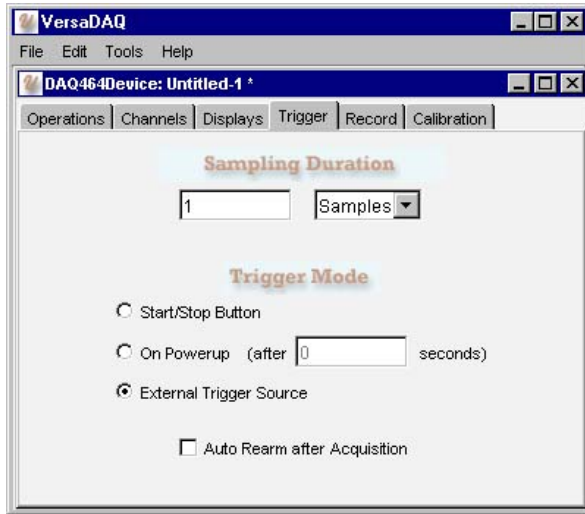 VersaDAQ
File Edit Tools Help
DAQ464Device: Untitled-1 *
Operations Channels Displays Trigger Record Calibration
Sampling Duration
1 Samples
Trigger Mode
Start/Stop Button
On Powerup (after 0 seconds)
External Trigger Source
Auto Rearm after Acquisition